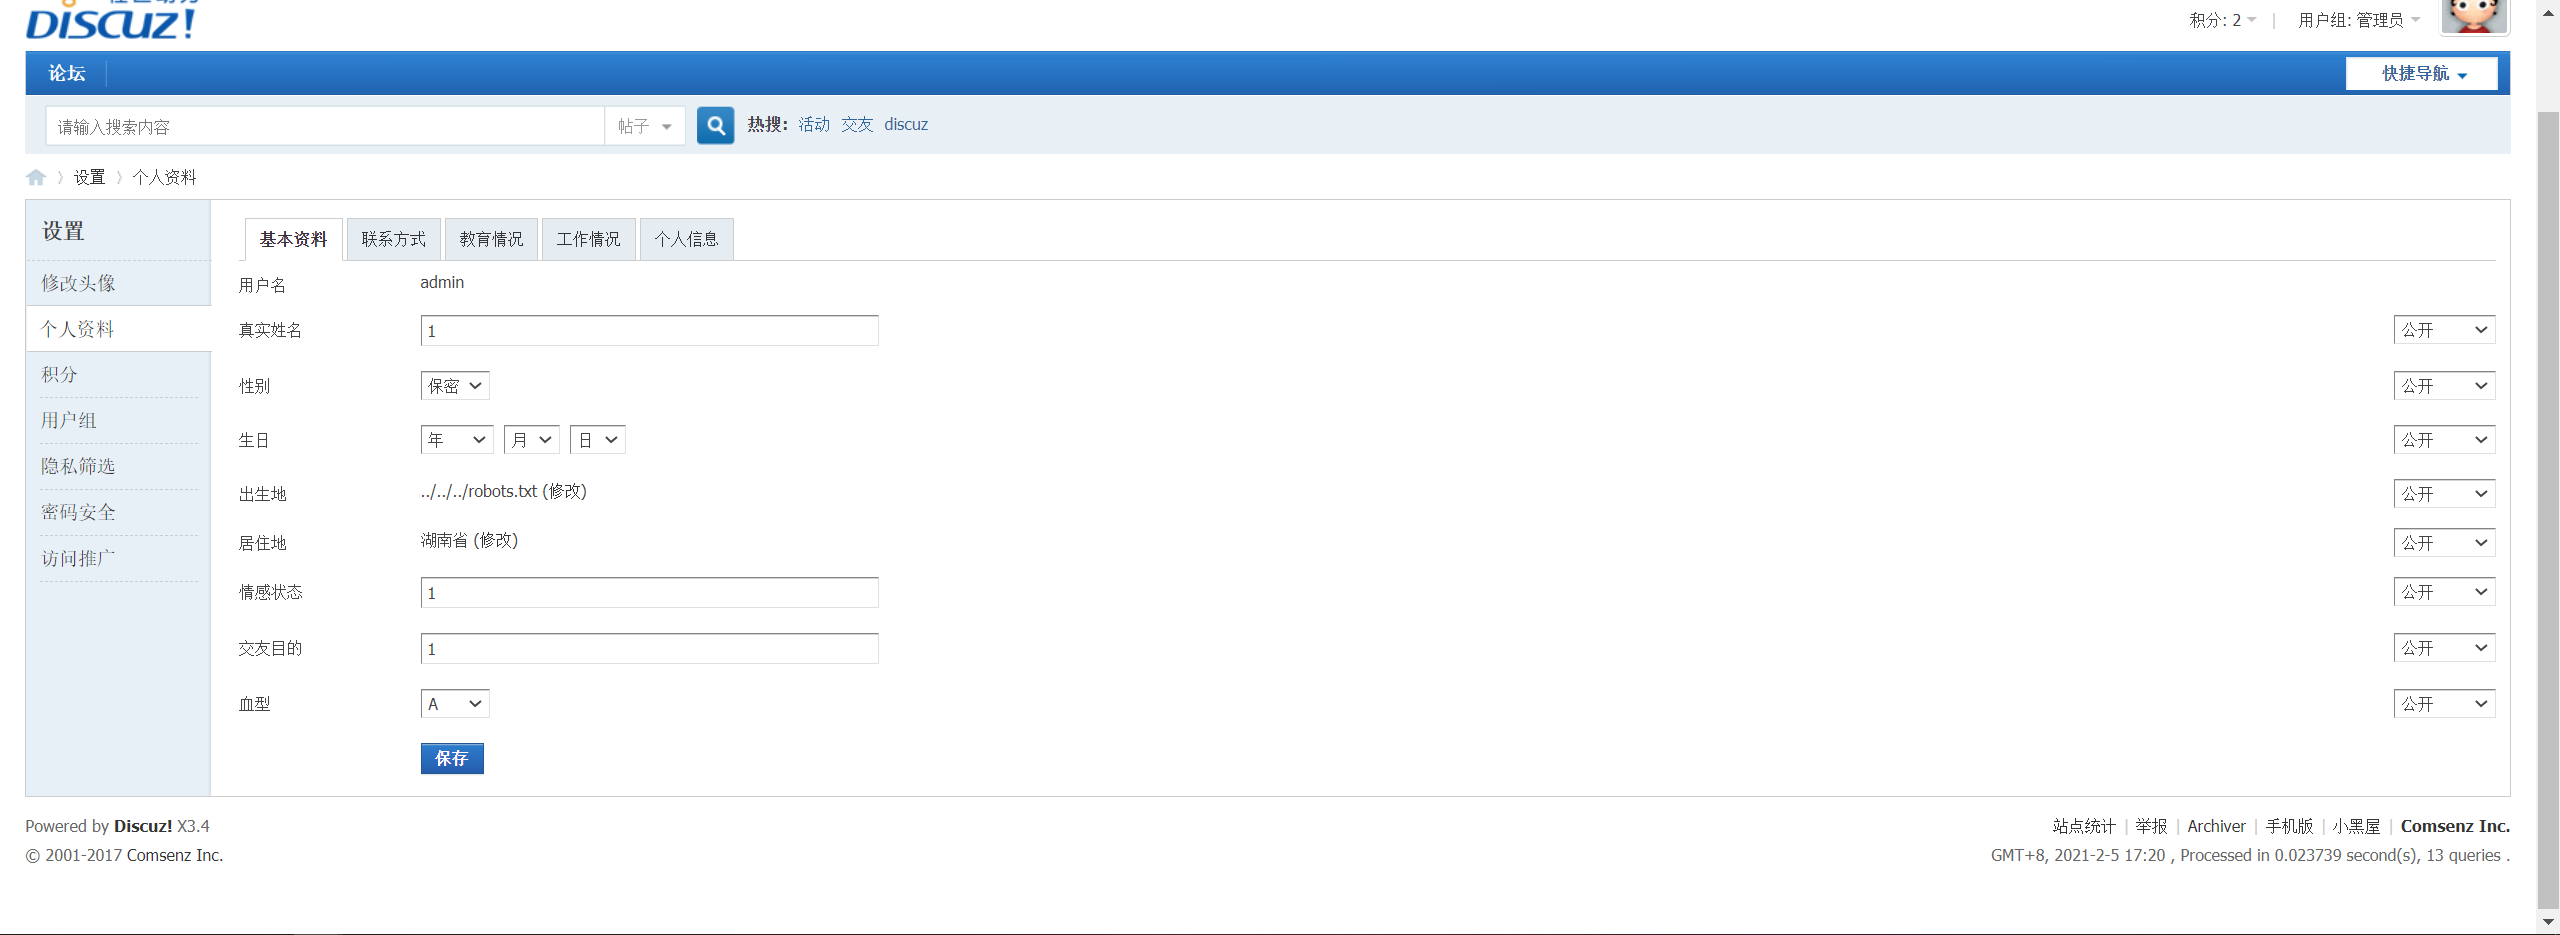 DISCUZ!
积分: 2 | 用户组: 管理员
论坛 快捷导航
请输入搜索内容 帖子 热搜: 活动 交友 discuz
设置 › 个人资料
设置
修改头像
个人资料
积分
用户组
隐私筛选
密码安全
访问推广
基本资料 联系方式 教育情况 工作情况 个人信息
用户名 admin
真实姓名 1 公开
性别 保密 公开
生日 年 月 日 公开
出生地 ../../../robots.txt (修改) 公开
居住地 湖南省 (修改) 公开
情感状态 1 公开
交友目的 1 公开
血型 A 公开
保存
Powered by Discuz! X3.4
© 2001-2017 Comsenz Inc.
站点统计 | 举报 | Archiver | 手机版 | 小黑屋 | Comsenz Inc.
GMT+8, 2021-2-5 17:20 , Processed in 0.023739 second(s), 13 queries .